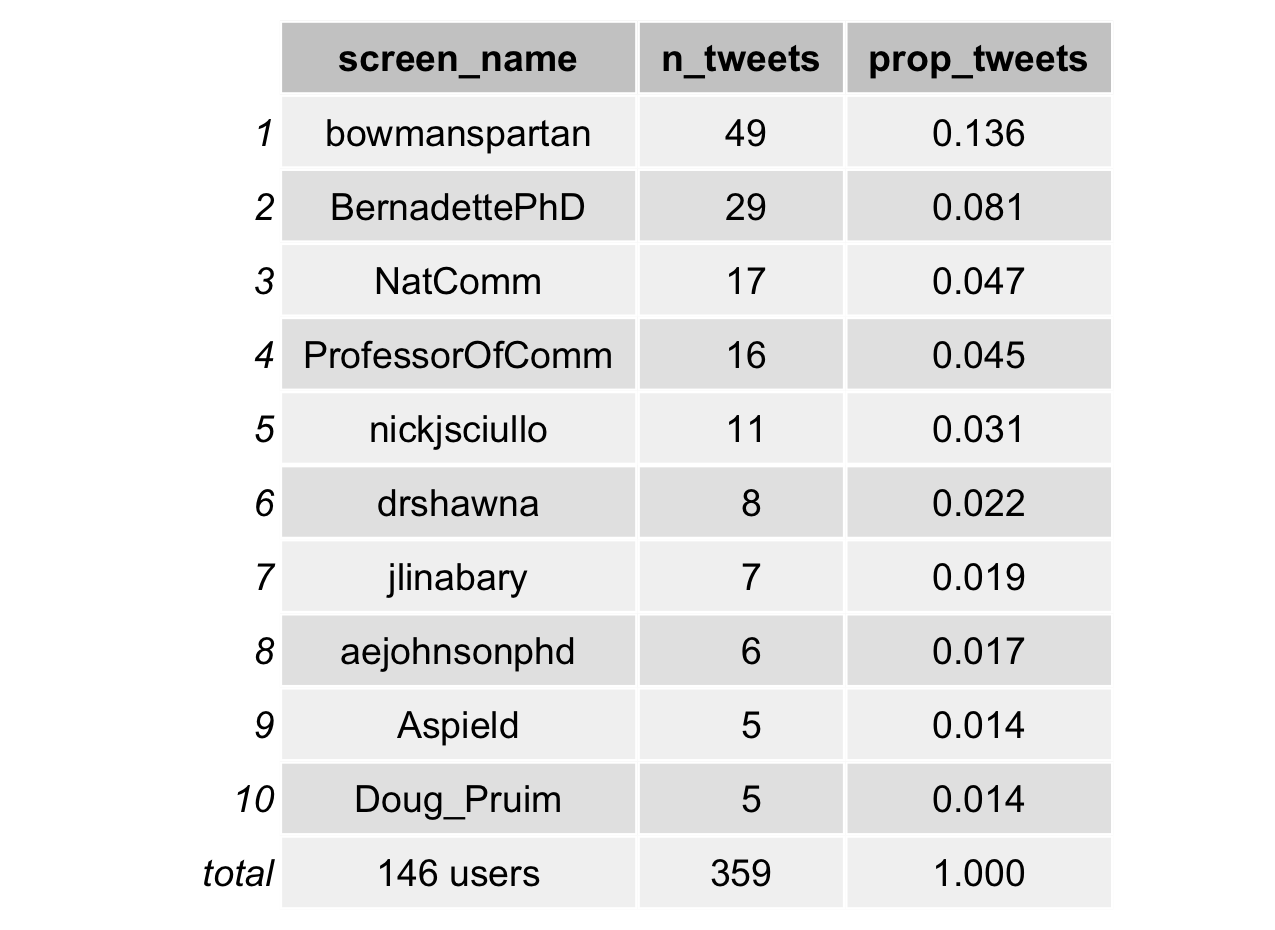 screen_name n_tweets prop_tweets
1 bowmanspartan 49 0.136
2 BernadettePhD 29 0.081
3 NatComm 17 0.047
4 ProfessorOfComm 16 0.045
5 nickjsciullo 11 0.031
6 drshawna 8 0.022
7 jlinabary 7 0.019
8 aejohnsonphd 6 0.017
9 Aspield 5 0.014
10 Doug_Pruim 5 0.014
total 146 users 359 1.000